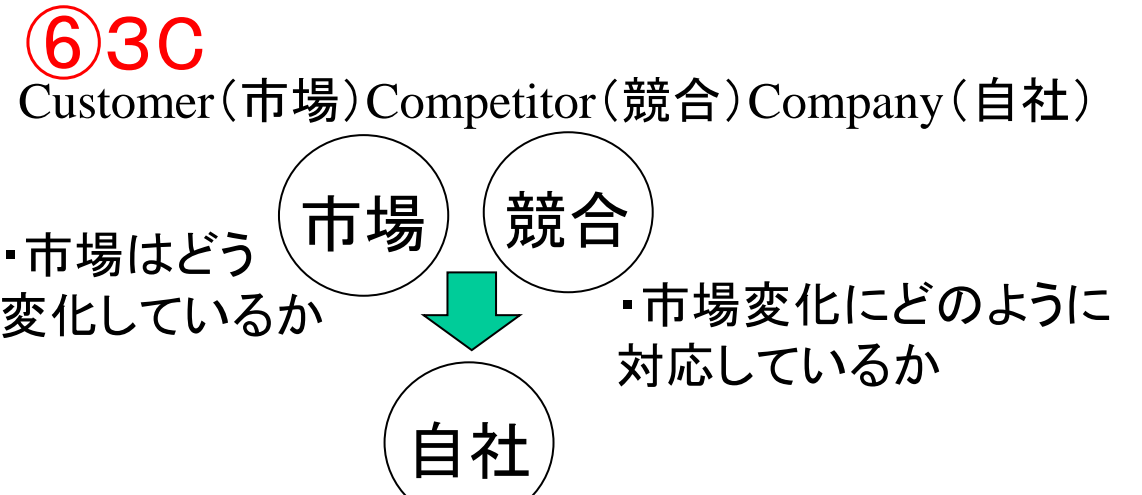 ⑥3C
Customer(市場)Competitor(競合)Company(自社)
市場
競合
・市場はどう
変化しているか
・市場変化にどのように
対応しているか
自社